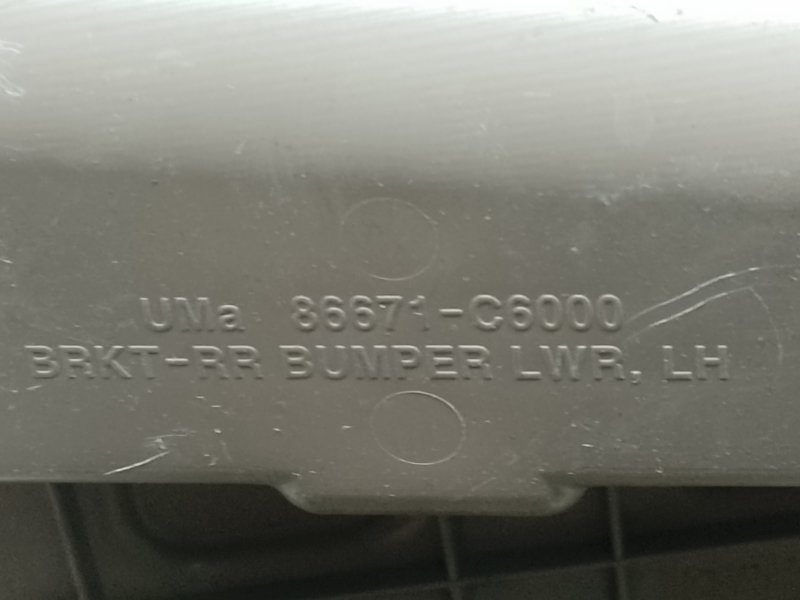 UMa 86671-C6000
BRKT-RR BUMPER LWR, LH